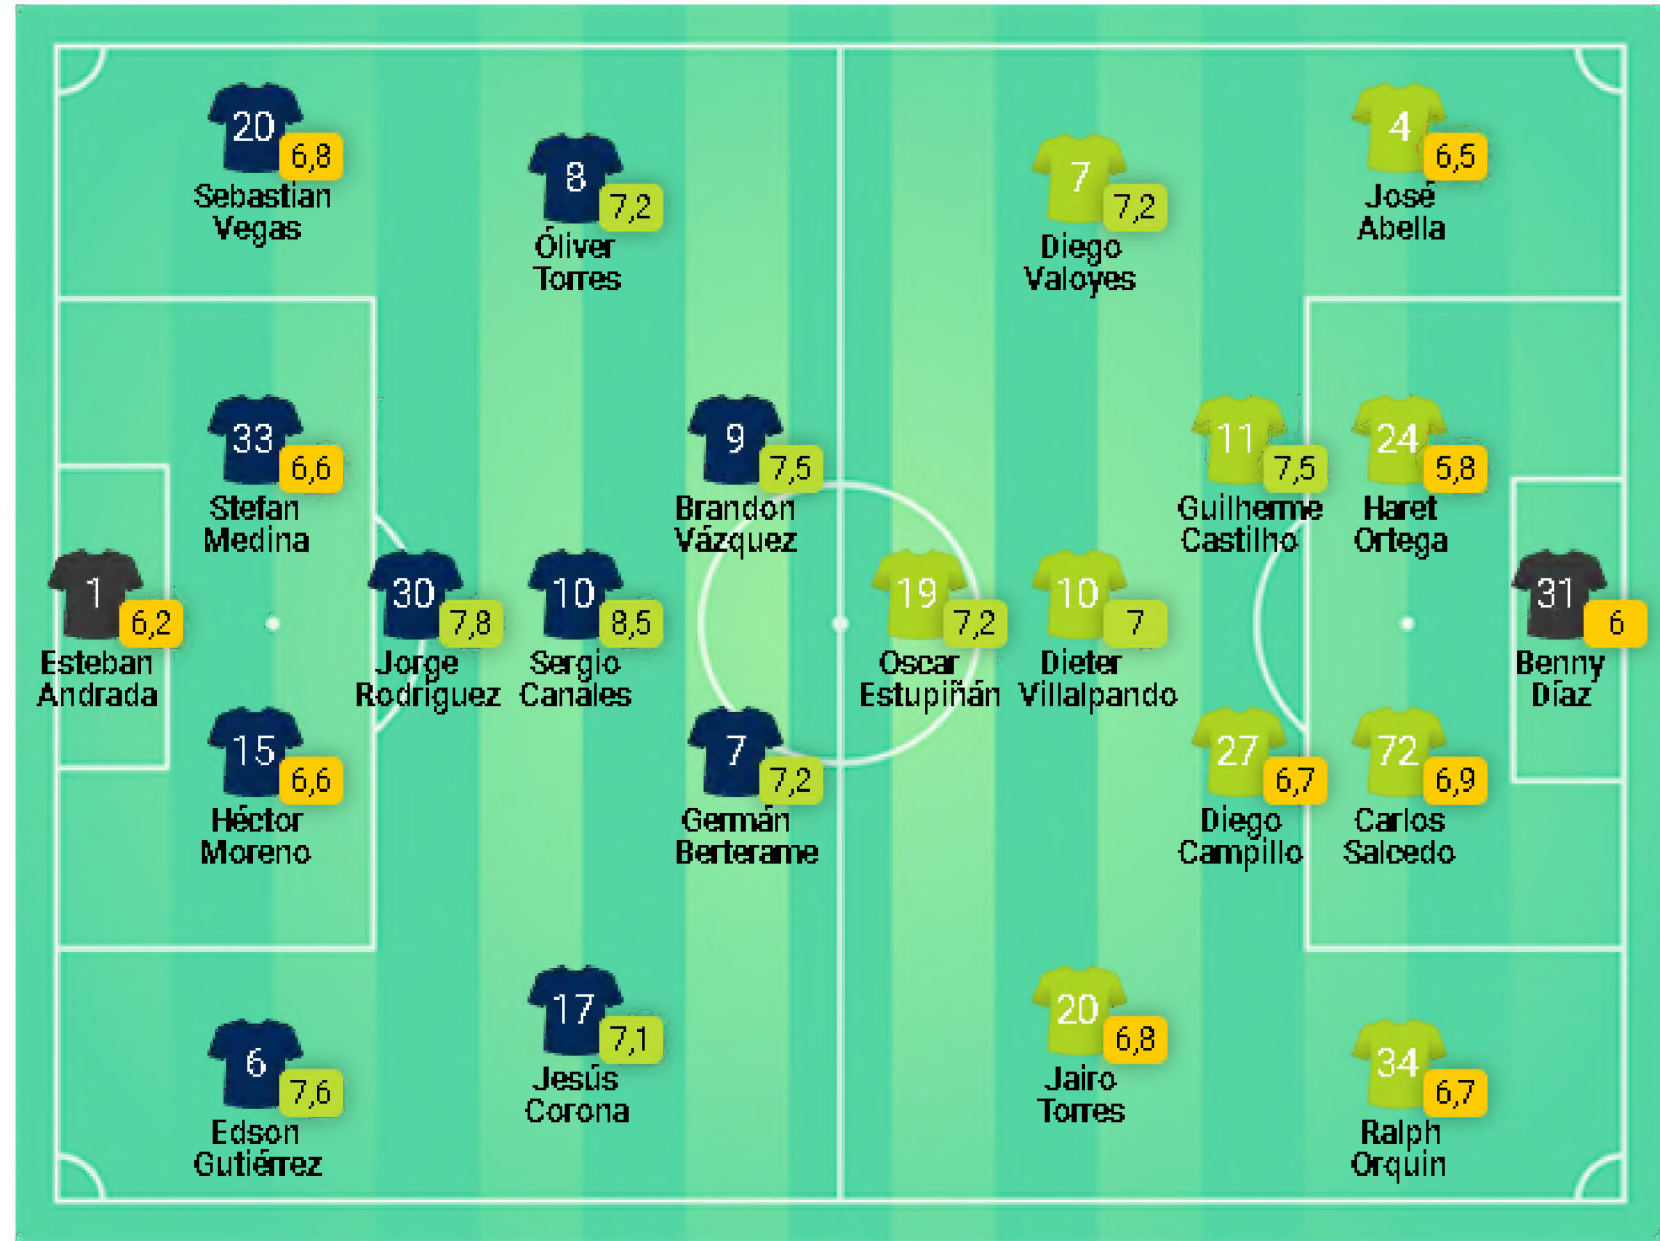 20
6,8
Sebastian
Vegas
8
7,2
Óliver
Torres
7
7,2
Diego
Valoyes
4
6,5
José
Abella
33
6,6
Stefan
Medina
9
7,5
Brandon
Vázquez
11
7,5
Guilherme
Castilho
24
5,8
Haret
Ortega
1
6,2
Esteban
Andrada
30
7,8
Jorge
Rodríguez
10
8,5
Sergio
Canales
19
7,2
Oscar
Estupiñán
10
7
Dieter
Villalpando
31
6
Benny
Díaz
15
6,6
Héctor
Moreno
7
7,2
Germán
Berterame
27
6,7
Diego
Campillo
72
6,9
Carlos
Salcedo
6
7,6
Edson
Gutiérrez
17
7,1
Jesús
Corona
20
6,8
Jairo
Torres
34
6,7
Ralph
Orquin